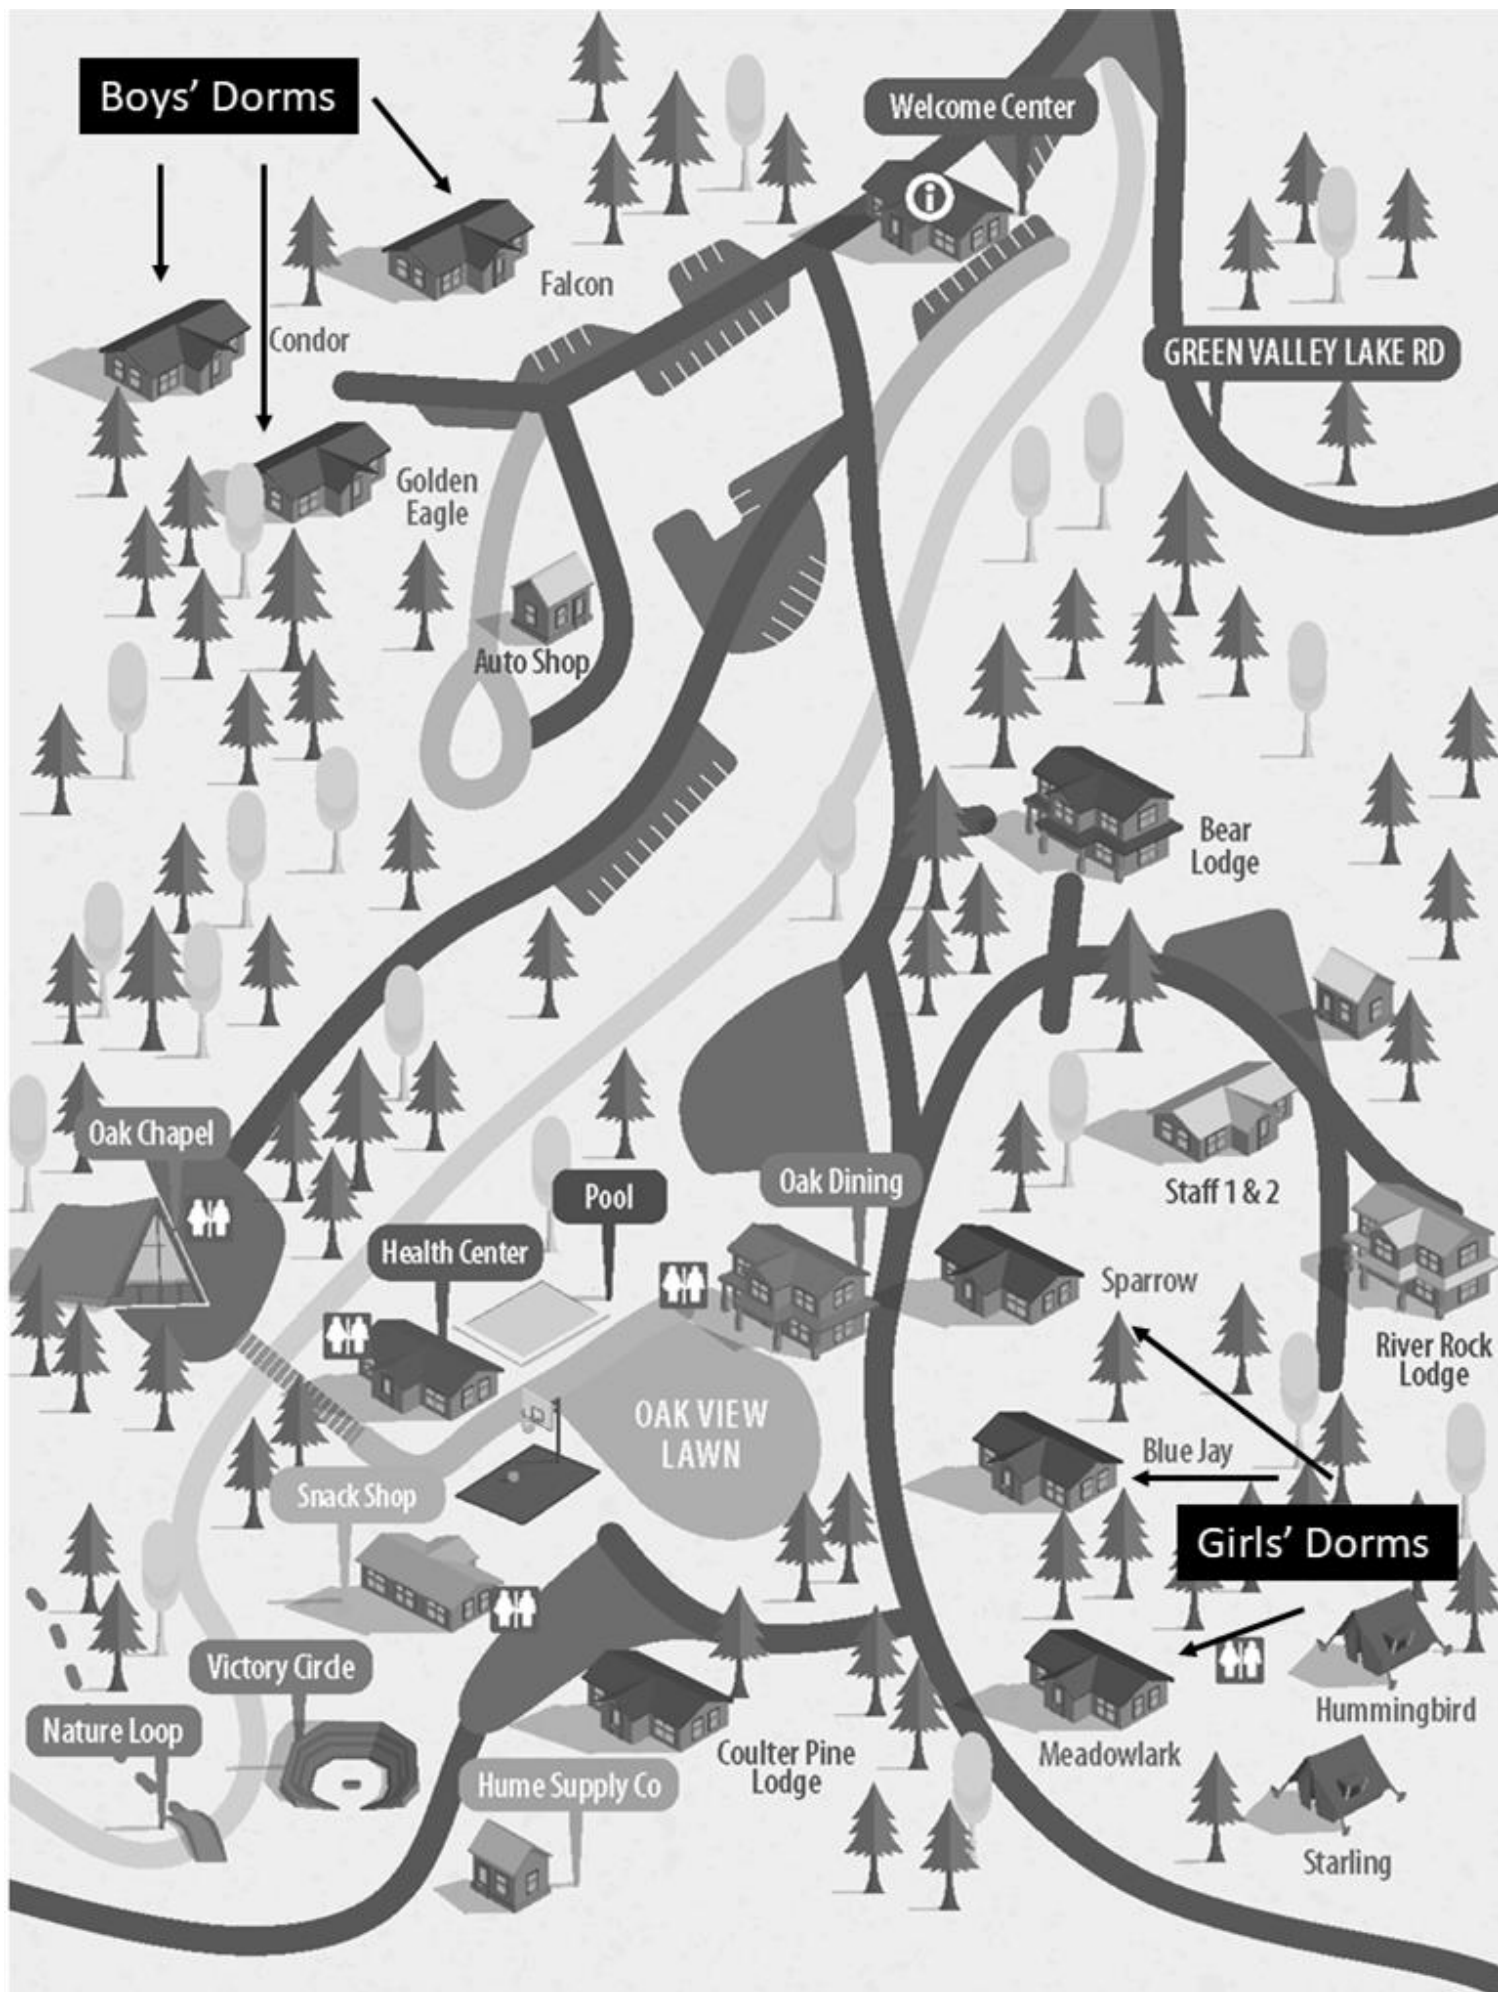 Boys' Dorms
Welcome Center
Falcon
Condor
GREEN VALLEY LAKE RD
Golden
Eagle
Auto Shop
Bear
Lodge
Oak Chapel
Oak Dining
Pool
Staff 1 & 2
Health Center
Sparrow
River Rock
Lodge
OAK VIEW
LAWN
Blue Jay
Snack Shop
Girls' Dorms
Victory Circle
Nature Loop
Hummingbird
Coulter Pine
Lodge
Meadowlark
Hume Supply Co
Starling